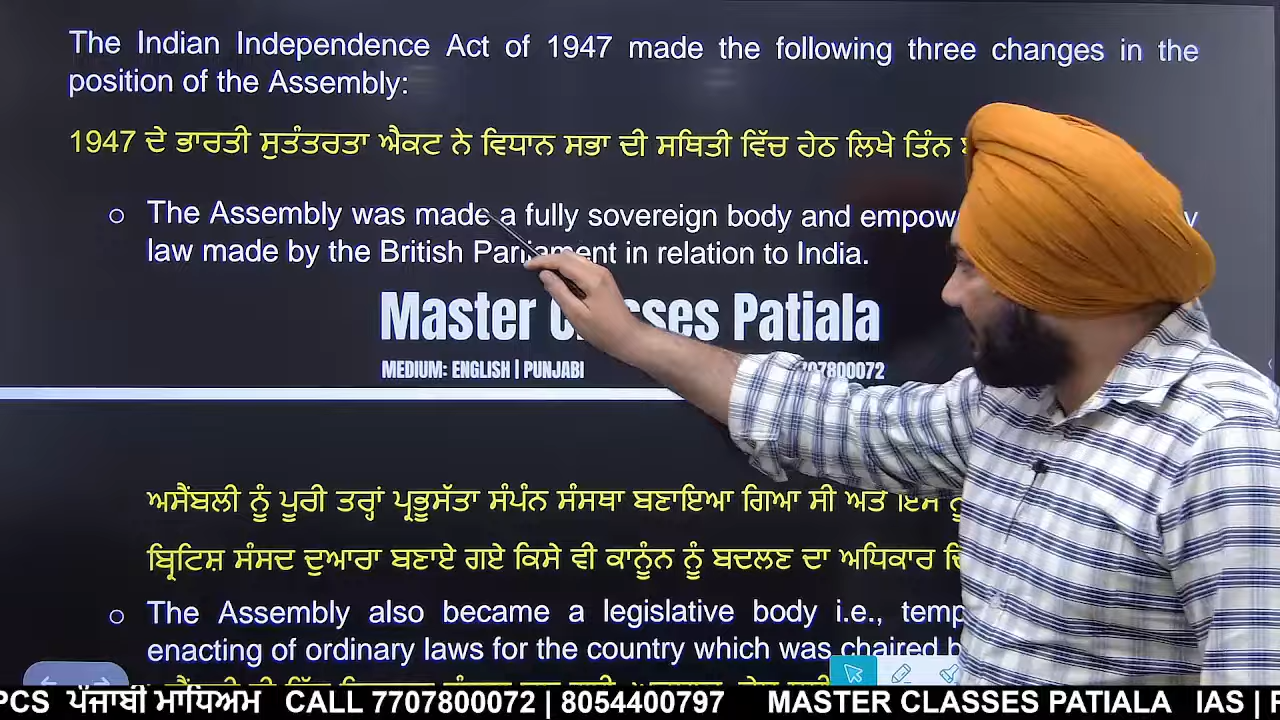 The Indian Independence Act of 1947 made the following three changes in the
position of the Assembly:
1947 ਦੇ ਭਾਰਤੀ ਸੁਤੰਤਰਤਾ ਐਕਟ ਨੇ ਵਿਧਾਨ ਸਭਾ ਦੀ ਸਥਿਤੀ ਵਿੱਚ ਹੇਠ ਲਿਖੇ ਤਿੰਨ
The Assembly was made a fully sovereign body and
law made by the British Parliament in relation to India.
Master Classes Patiala
MEDIUM: ENGLISH | PUNJABI 7707800072
ਅਸੈਂਬਲੀ ਨੂੰ ਪੂਰੀ ਤਰ੍ਹਾਂ ਪ੍ਰਭੂਸੱਤਾ ਸੰਪੰਨ ਸੰਸਥਾ ਬਣਾਇਆ ਗਿਆ ਸੀ ਅਤੇ
ਬ੍ਰਿਟਿਸ਼ ਸੰਸਦ ਦੁਆਰਾ ਬਣਾਏ ਗਏ ਕਿਸੇ ਵੀ ਕਾਨੂੰਨ ਨੂੰ ਬਦਲਣ ਦਾ ਅਧਿਕਾਰ
The Assembly also became a legislative body i.e.,
enacting of ordinary laws for the country which was chaired
PCS ਪੰਜਾਬੀ ਮਾਧਿਅਮ CALL 7707800072 | 8054400797 MASTER CLASSES PATIALA IAS |